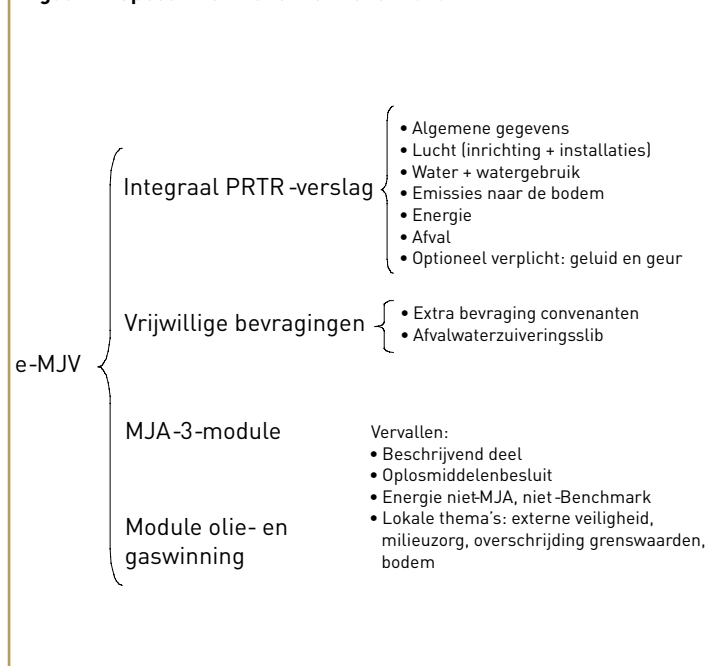 e-MJV
Integraal PRTR-verslag
• Algemene gegevens
• Lucht (inrichting + installaties)
• Water + watergebruik
• Emissies naar de bodem
• Energie
• Afval
• Optioneel verplicht: geluid en geur
Vrijwillige bevragingen
• Extra bevraging convenanten
• Afvalwaterzuiveringsslib
MJA-3-module
Module olie- en
gaswinning
Vervallen:
• Beschrijvend deel
• Oplosmiddelenbesluit
• Energie niet-MJA, niet-Benchmark
• Lokale thema's: externe veiligheid,
milieuzorg, overschrijding grenswaarden,
bodem